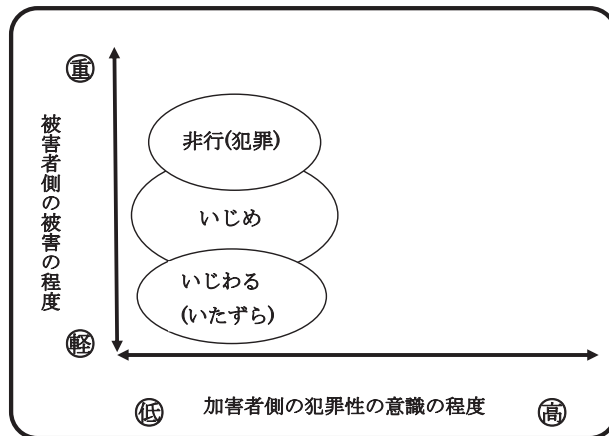 ㊥重
被害者側の被害の程度
非行(犯罪)
いじめ
いじわる
(いたずら)
軽
低
加害者側の犯罪性の意識の程度
高